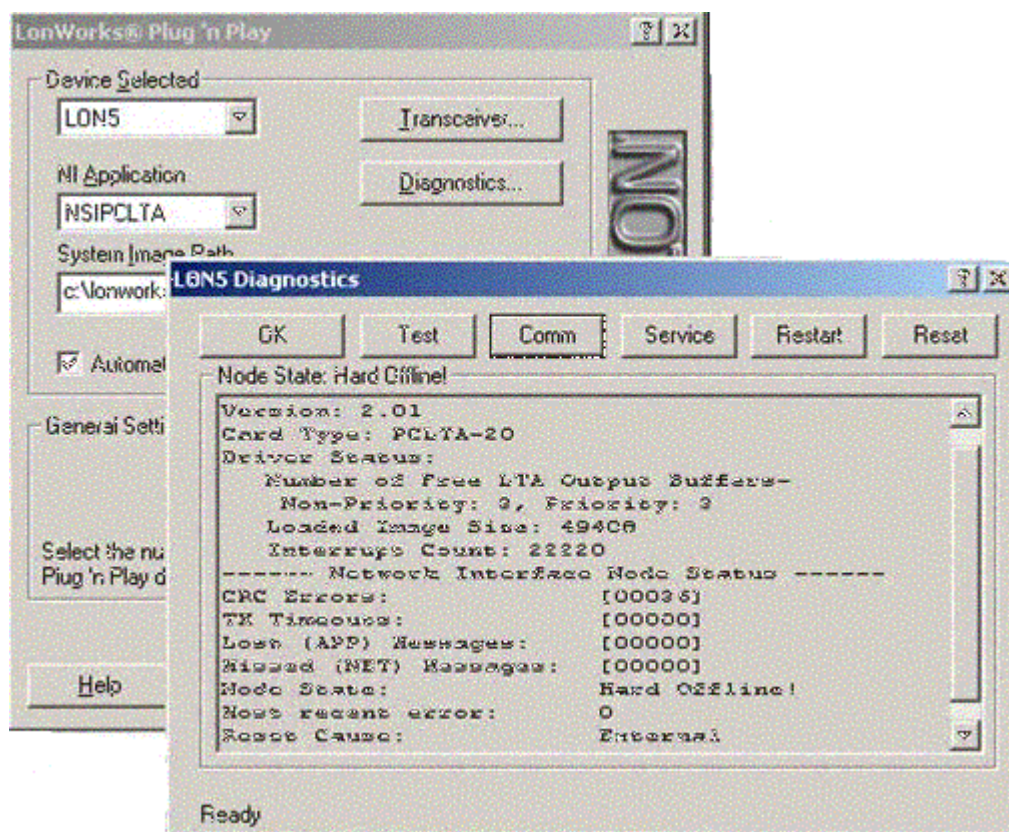 LonWorks® Plug 'n Play
Device Selected
LON5
Transceiver...
NI Application
Diagnostics...
NSIPCLTA
System Image Path
c:\lonwork
Automat
General Setti
Select the nu
Plug 'n Play d
Help
LON
LON5 Diagnostics
OK Test Comm Service Restart Reset
Node State: Hard Offline!
Version: 2.01
Card Type: PCLTA-20
Driver Status:
Number of Free LTA Output Buffers-
Non-Priority: 3, Priority: 3
Loaded Image Size:
Interrupt Count: 22220
------ Network Interface Node Status ------
CRC Errors:
TX Timeouts: [00000]
Lost (APP) Messages: [00000]
Missed (NET) Messages: [00000]
Node State: Hard Offline!
Most recent error: 0
Reset Cause: External
Ready